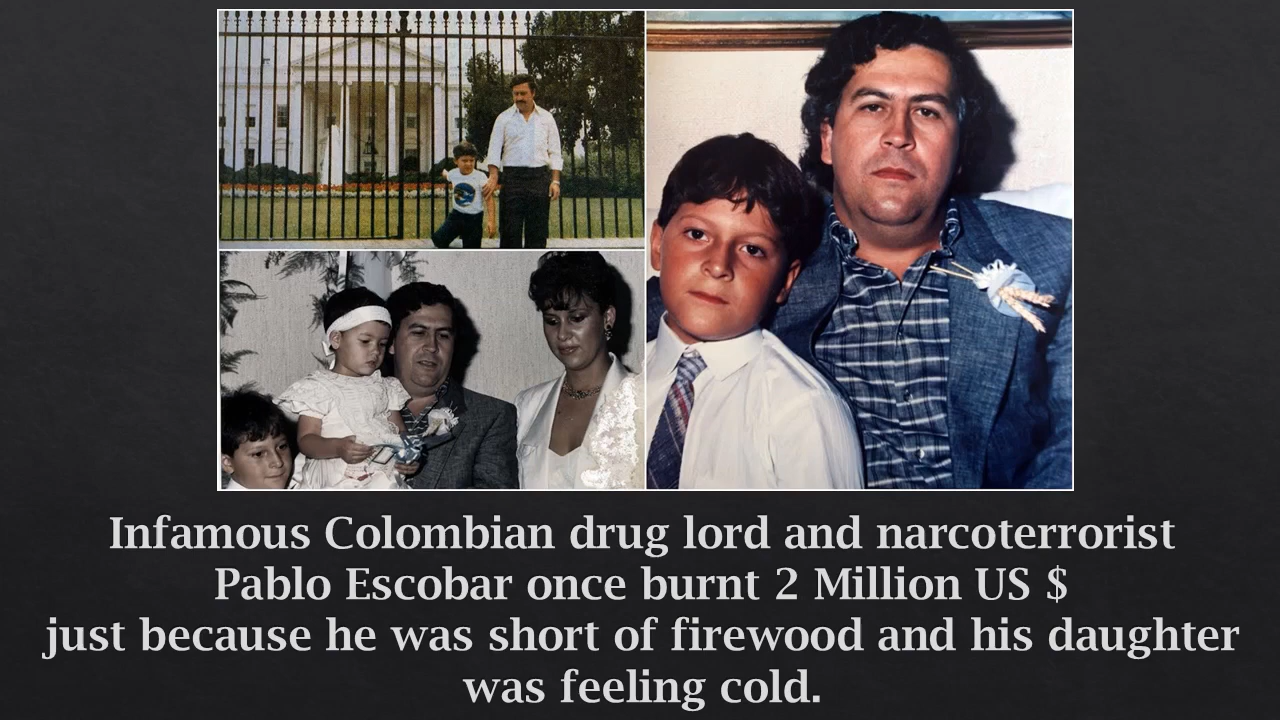 Infamous Colombian drug lord and narcoterrorist
Pablo Escobar once burnt 2 Million US $
just because he was short of firewood and his daughter
was feeling cold.